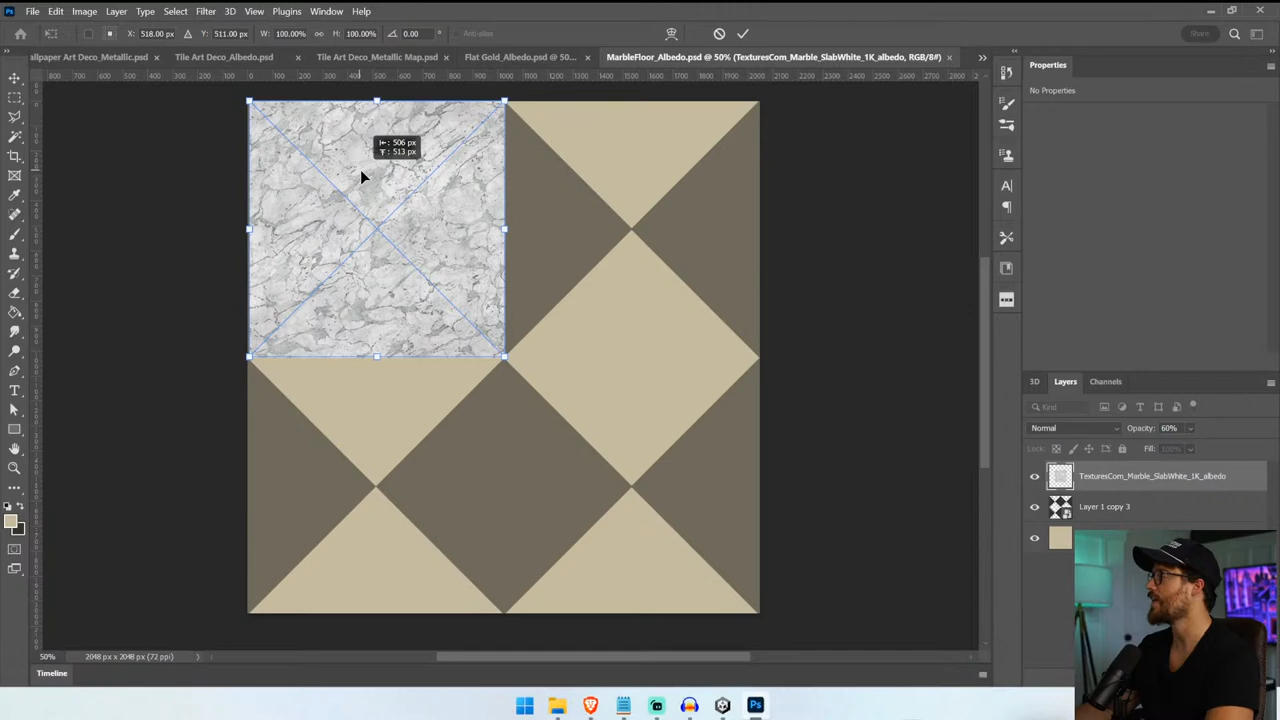 File Edit Image Layer Type Select Filter 3D View Plugins Window Help
X: 518.00 px Y: 511.00 px W: 100.00% H: 100.00% 0.00 ° Anti-alias Share
allpaper Art Deco_Metallic.psd × Tile Art Deco_Albedo.psd × Tile Art Deco_Metallic Map.psd × Flat Gold_Albedo.psd @ 50... × MarbleFloor_Albedo.psd @ 50% (TexturesCom_Marble_SlabWhite_1K_albedo, RGB/8#) ×
800 700 600 500 400 300 200 100 0 100 200 300 400 500 600 700 800 900 1000 1100 1200 1300 1400 1500 1600 1700 1800 1900 2000 2100 2200 2300 2400 2500 2600 2700 2800 2900
Properties
No Properties
: 506 px
: 513 px
3D Layers Channels
Kind
Normal Opacity: 60%
Lock: Fill: 100%
TexturesCom_Marble_SlabWhite_1K_albedo
Layer 1 copy 3
50% 2048 px x 2048 px (72 ppi)
Timeline